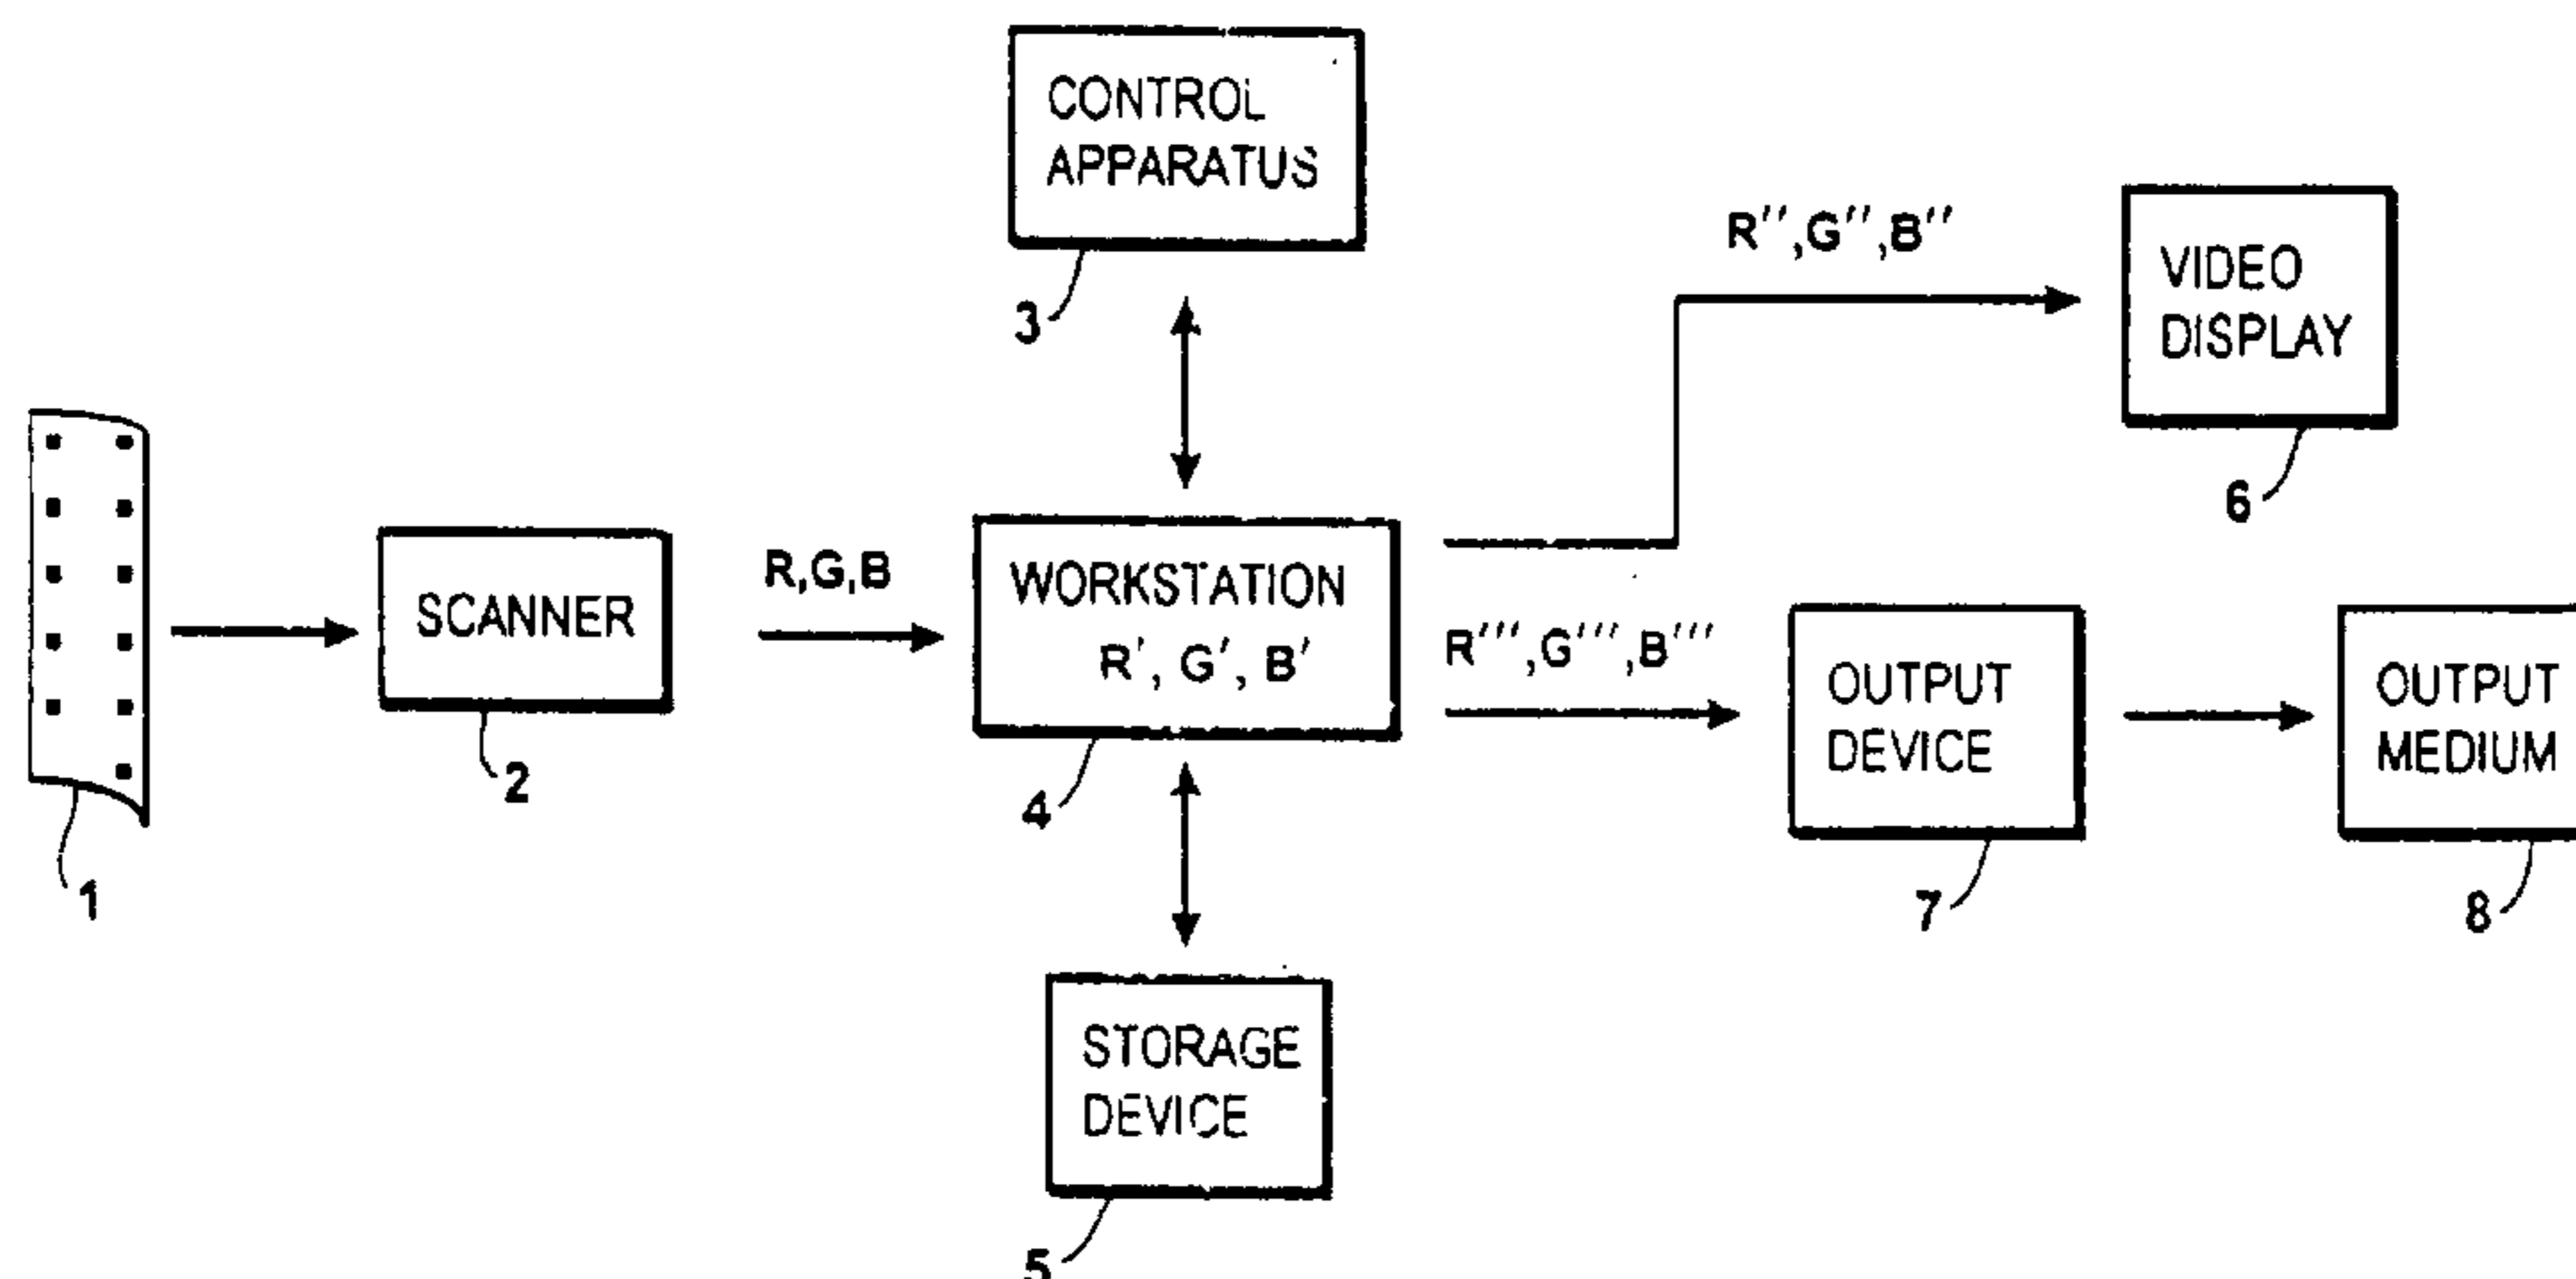 CONTROL
APPARATUS
3
R'',G'',B''
VIDEO
DISPLAY
6
1
SCANNER
2
R,G,B
WORKSTATION
R', G', B'
4
R''',G''',B'''
OUTPUT
DEVICE
7
OUTPUT
MEDIUM
8
STORAGE
DEVICE
5